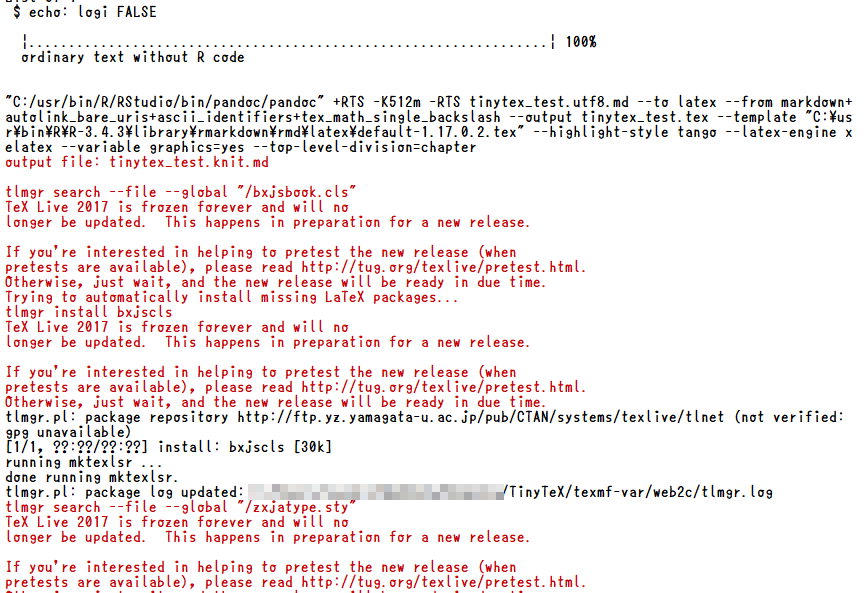 $ echo: logi FALSE
|.................................................................| 100%
ordinary text without R code
"C:/usr/bin/R/RStudio/bin/pandoc/pandoc" +RTS -K512m -RTS tinytex_test.utf8.md --to latex --from markdown+
autolink_bare_uris+ascii_identifiers+tex_math_single_backslash --output tinytex_test.tex --template "C:¥us
r¥bin¥R¥R-3.4.3¥library¥rmarkdown¥rmd¥latex¥default-1.17.0.2.tex" --highlight-style tango --latex-engine x
elatex --variable graphics=yes --top-level-division=chapter
output file: tinytex_test.knit.md
tlmgr search --file --global "/bxjsbook.cls"
TeX Live 2017 is frozen forever and will no
longer be updated.  This happens in preparation for a new release.
If you're interested in helping to pretest the new release (when
pretests are available), please read http://tug.org/texlive/pretest.html.
Otherwise, just wait, and the new release will be ready in due time.
Trying to automatically install missing LaTeX packages...
tlmgr install bxjscls
TeX Live 2017 is frozen forever and will no
longer be updated.  This happens in preparation for a new release.
If you're interested in helping to pretest the new release (when
pretests are available), please read http://tug.org/texlive/pretest.html.
Otherwise, just wait, and the new release will be ready in due time.
tlmgr.pl: package repository http://ftp.yz.yamagata-u.ac.jp/pub/CTAN/systems/texlive/tlnet (not verified:
gpg unavailable)
[1/1, ??:??/??:??] install: bxjscls [30k]
running mktexlsr ...
done running mktexlsr.
tlmgr.pl: package log updated: /TinyTeX/texmf-var/web2c/tlmgr.log
tlmgr search --file --global "/zxjatype.sty"
TeX Live 2017 is frozen forever and will no
longer be updated.  This happens in preparation for a new release.
If you're interested in helping to pretest the new release (when
pretests are available), please read http://tug.org/texlive/pretest.html.